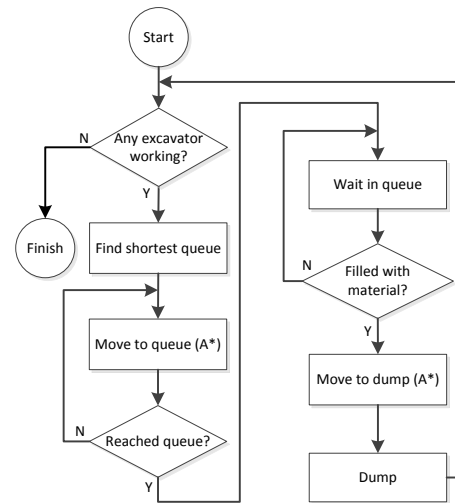 Start
N
Any excavator
working?
Y
Finish
Find shortest queue
Move to queue (A*)
N
Reached queue?
Y
Wait in queue
N
Filled with
material?
Y
Move to dump (A*)
Dump